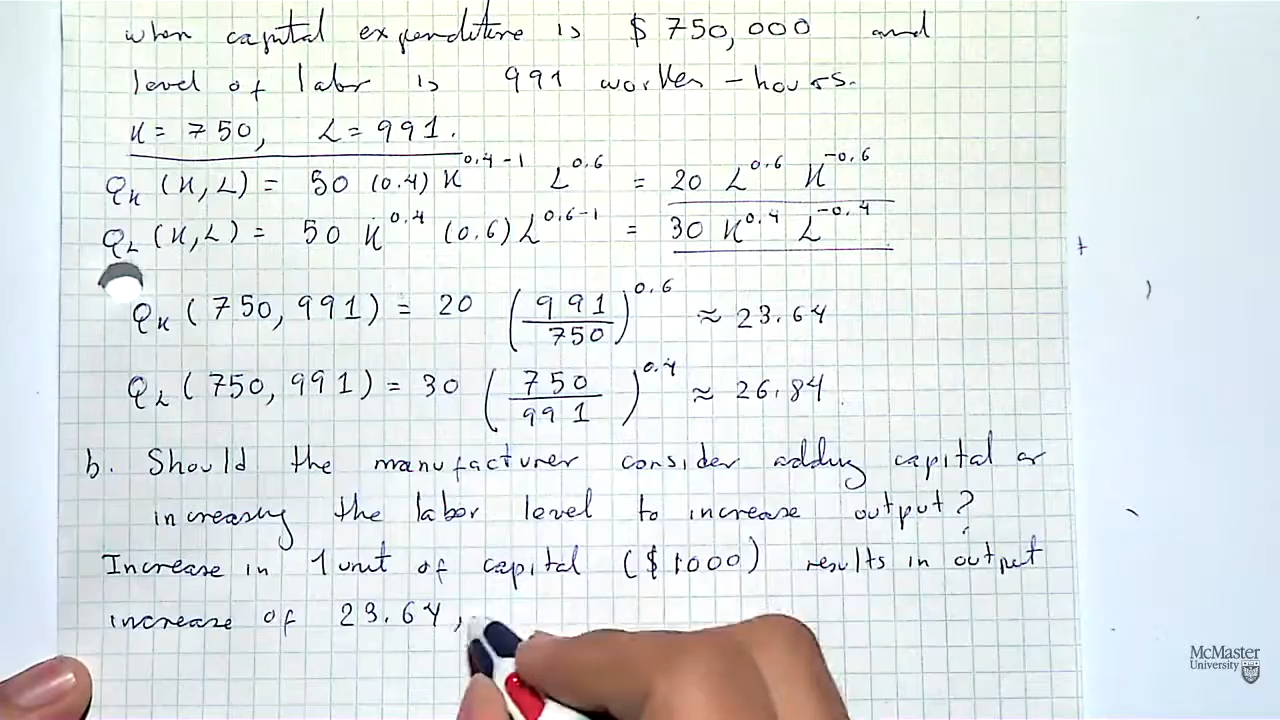 when capital expenditure is $ 750,000 and
level of labor is 991 worker-hours.
K = 750, L = 991.
Q_K (K, L) = 50 (0.4) K^0.4-1 L^0.6 = 20 L^0.6 K^-0.6
Q_L (K, L) = 50 K^0.4 (0.6) L^0.6-1 = 30 K^0.4 L^-0.4
Q_K (750, 991) = 20 (991/750)^0.6 ≈ 23.64
Q_L (750, 991) = 30 (750/991)^0.4 ≈ 26.84
b. Should the manufacturer consider adding capital or
increasing the labor level to increase output?
Increase in 1 unit of capital ($1000) results in output
increase of 23.64,
McMaster
University